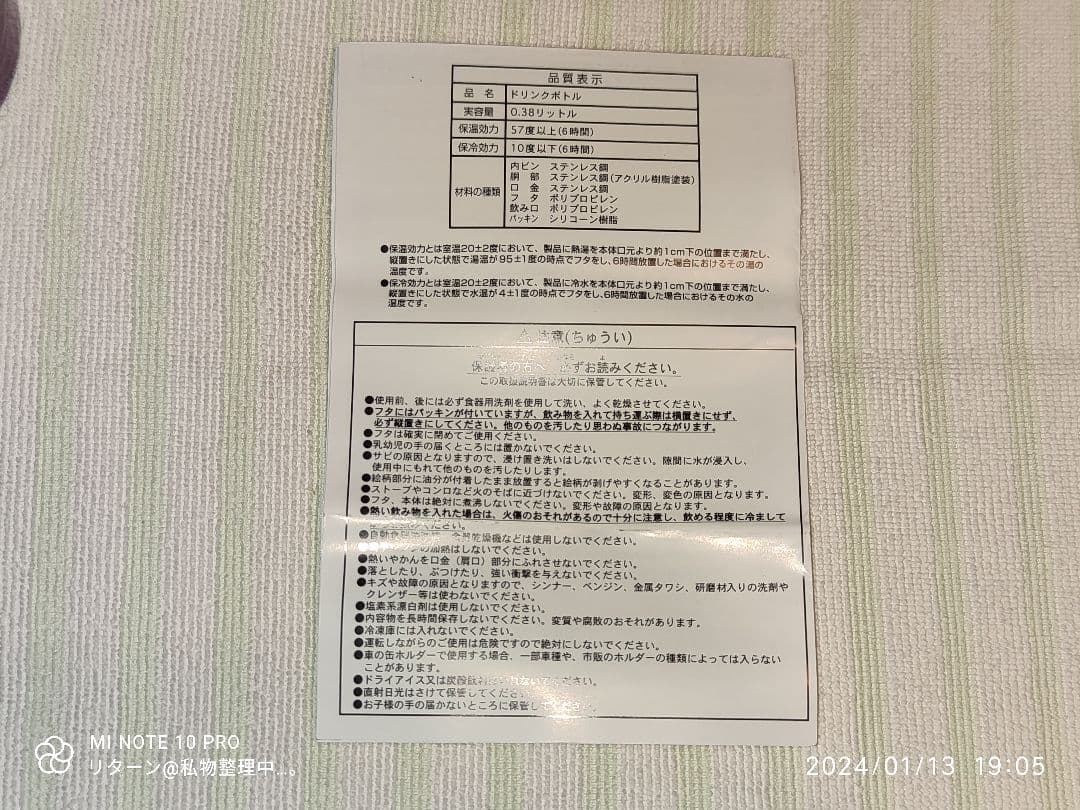 品質表示
品 名 ドリンクボトル
実容量 0.38リットル
保温効力 57度以上(6時間)
保冷効力 10度以下(6時間)
材料の種類
内ビン ステンレス鋼
胴 部 ステンレス鋼(アクリル樹脂塗装)
口 金 ステンレス鋼
フ タ ポリプロピレン
飲み口 ポリプロピレン
パッキン シリコーン樹脂
●保温効力とは室温20±2度において、製品に熱湯を本体口元より約1cm下の位置まで満たし、
縦置きにした状態で湯温が95±1度の時点でフタをし、6時間放置した場合におけるその湯の
温度です。
●保冷効力とは室温20±2度において、製品に冷水を本体口元より約1cm下の位置まで満たし、
縦置きにした状態で水温が4±1度の時点でフタをし、6時間放置した場合におけるその水の
温度です。
⚠注意(ちゅうい)
保護者の方へ 必ずお読みください。
この取扱説明書は大切に保管してください。
●使用前、後には必ず食器用洗剤を使用して洗い、よく乾燥させてください。
●フタにはパッキンが付いていますが、飲み物を入れて持ち運ぶ際は横置きにせず、
必ず縦置きにしてください。他のものを汚したり思わぬ事故につながります。
●フタは確実に閉めてご使用ください。
●乳幼児の手の届くところには置かないでください。
●サビの原因となりますので、浸け置き洗いはしないでください。隙間に水が浸入し、
使用中にもれて他のものを汚したりします。
●絵柄部分に油分が付着したまま放置すると絵柄が剥げやすくなることがあります。
●ストーブやコンロなど火のそばに近づけないでください。変形、変色の原因となります。
●フタ、本体は絶対に煮沸しないでください。変形や故障の原因となります。
●熱い飲み物を入れた場合は、火傷のおそれがあるので十分に注意し、飲める程度に冷まして
ください。
食器乾燥機などは使用しないでください。
の加熱はしないでください。
●熱いやかんを口金（肩口）部分にふれさせないでください。
●落としたり、ぶつけたり、強い衝撃を与えないでください。
●キズや故障の原因となりますので、シンナー、ベンジン、金属タワシ、研磨材入りの洗剤や
クレンザー等は使わないでください。
●塩素系漂白剤は使用しないでください。
●内容物を長時間保存しないでください。変質や腐敗のおそれがあります。
●冷凍庫には入れないでください。
●運転しながらのご使用は危険ですので絶対にしないでください。
●車の缶ホルダーで使用する場合、一部車種や、市販のホルダーの種類によっては入らない
ことがあります。
●ドライアイス又は炭酸飲料は入れないでください。
●直射日光はさけて保管してください。
●お子様の手の届かないところに保管して
MI NOTE 10 PRO
リターン@私物整理中…。
2024/01/13 19:05